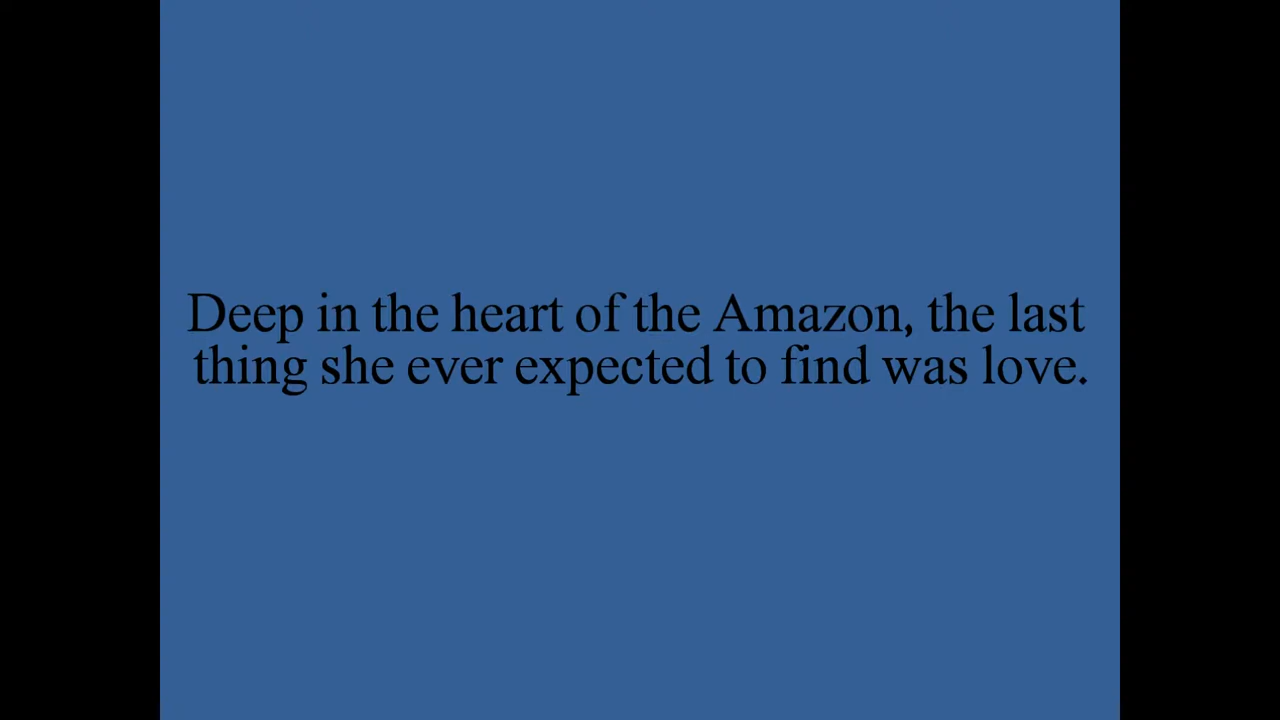 Deep in the heart of the Amazon, the last
thing she ever expected to find was love.